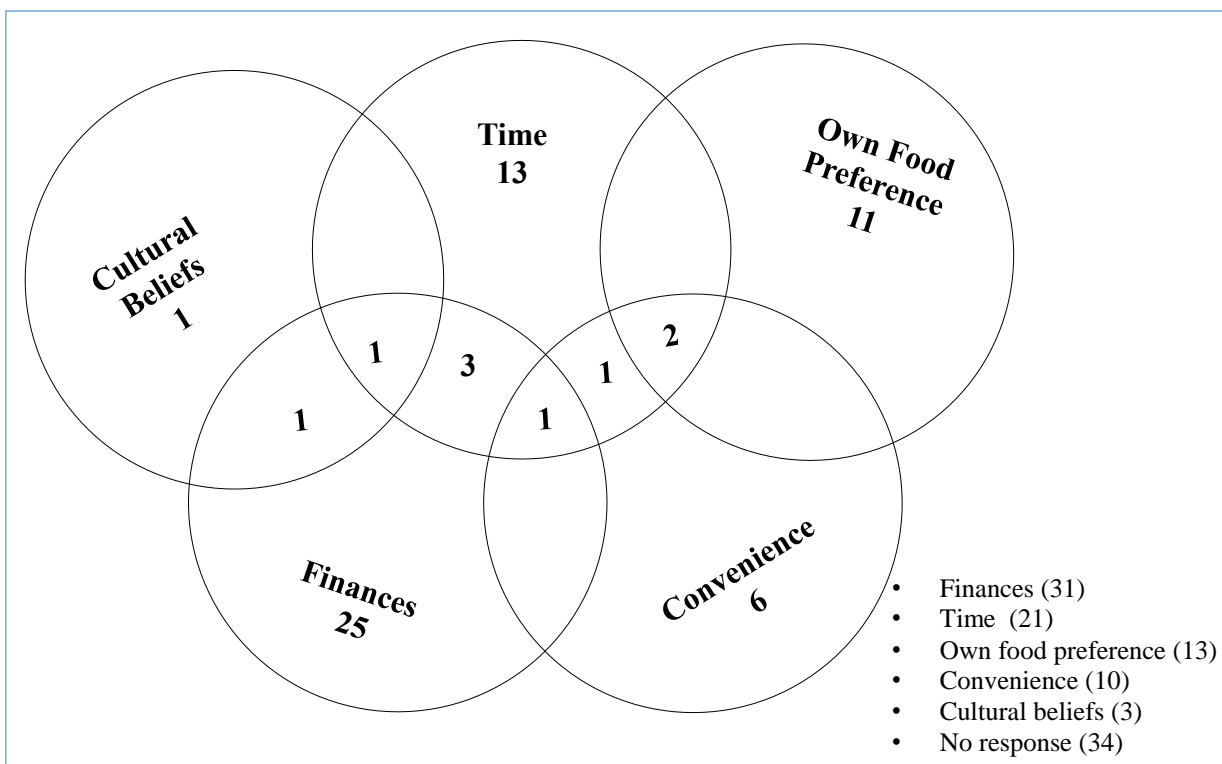 Time
13
Own Food
Preference
11
Cultural
Beliefs
1
1
3
1
2
1
1
Finances
25
Convenience
6
• Finances (31)
• Time (21)
• Own food preference (13)
• Convenience (10)
• Cultural beliefs (3)
• No response (34)